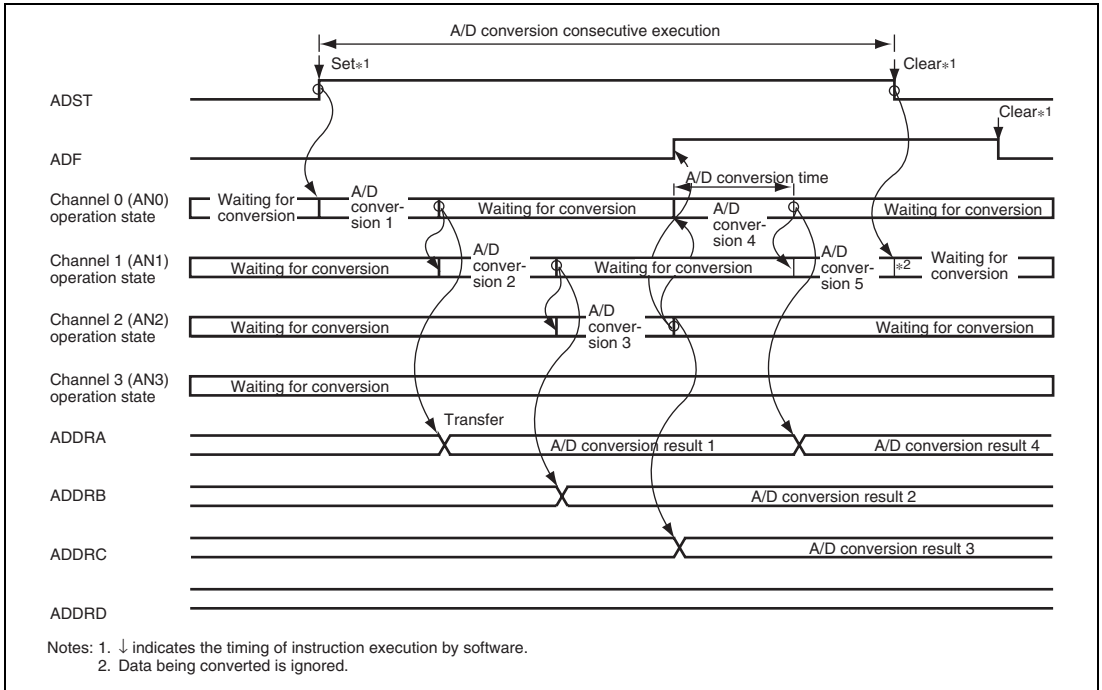 A/D conversion consecutive execution
Set*1
Clear*1
ADST
Clear*1
ADF
A/D conversion time
Channel 0 (AN0)
operation state
Waiting for
conversion
A/D
conver-
sion 1
Waiting for conversion
A/D
conver-
sion 4
Waiting for conversion
Channel 1 (AN1)
operation state
Waiting for conversion
A/D
conver-
sion 2
Waiting for conversion
A/D
conver-
sion 5
*2
Waiting for
conversion
Channel 2 (AN2)
operation state
Waiting for conversion
A/D
conver-
sion 3
Waiting for conversion
Channel 3 (AN3)
operation state
Waiting for conversion
Transfer
ADDRA
A/D conversion result 1
A/D conversion result 4
ADDRB
A/D conversion result 2
ADDRC
A/D conversion result 3
ADDRD
Notes: 1. ↓ indicates the timing of instruction execution by software.
2. Data being converted is ignored.